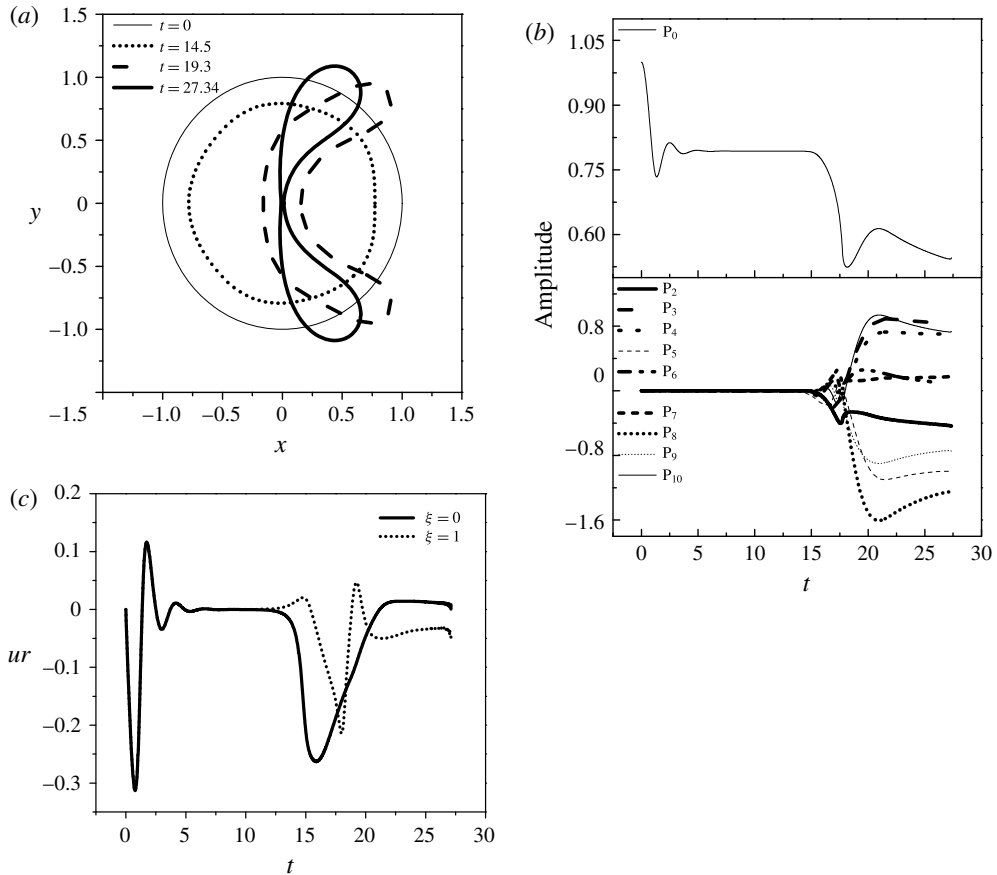 (a)
1.5
1.0
0.5
0
−0.5
−1.0
−1.5
−1.0
−0.5
0
0.5
1.0
1.5
y
x
t = 0
t = 14.5
t = 19.3
t = 27.34
(b)
1.05
0.90
0.75
0.60
P0
Amplitude
0.8
0
−0.8
−1.6
P2
P3
P4
P5
P6
P7
P8
P9
P10
0
5
10
15
20
25
30
t
(c)
0.2
0.1
0
−0.1
−0.2
−0.3
ur
ξ = 0
ξ = 1
0
5
10
15
20
25
30
t